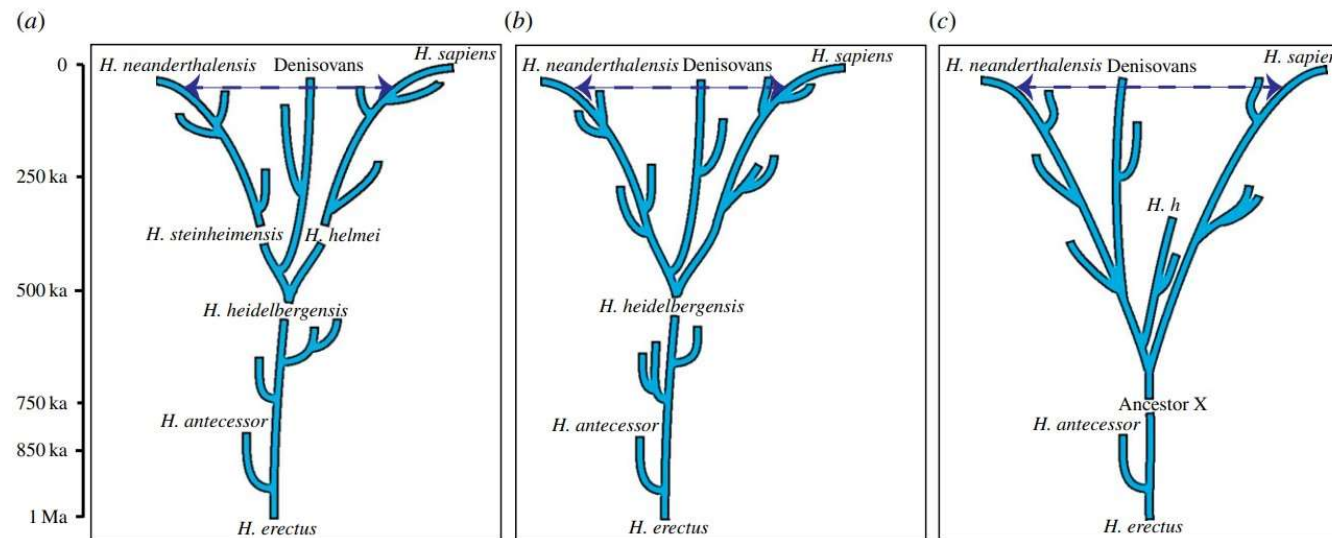 (a)
(b)
(c)
0
250 ka
500 ka
750 ka
850 ka
1 Ma
H. sapiens
H. neanderthalensis Denisovans
H. steinheimensis H. helmei
H. heidelbergensis
H. antecessor
H. erectus
H. sapiens
H. neanderthalensis Denisovans
H. heidelbergensis
H. antecessor
H. erectus
H. sapiens
H. neanderthalensis Denisovans
H. h
Ancestor X
H. antecessor
H. erectus